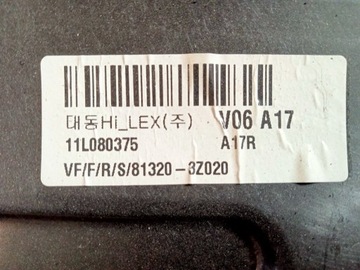 대동Hi_LEX(주) V06 A17
11L080375 A17R
VF/F/R/S/81320-3Z020